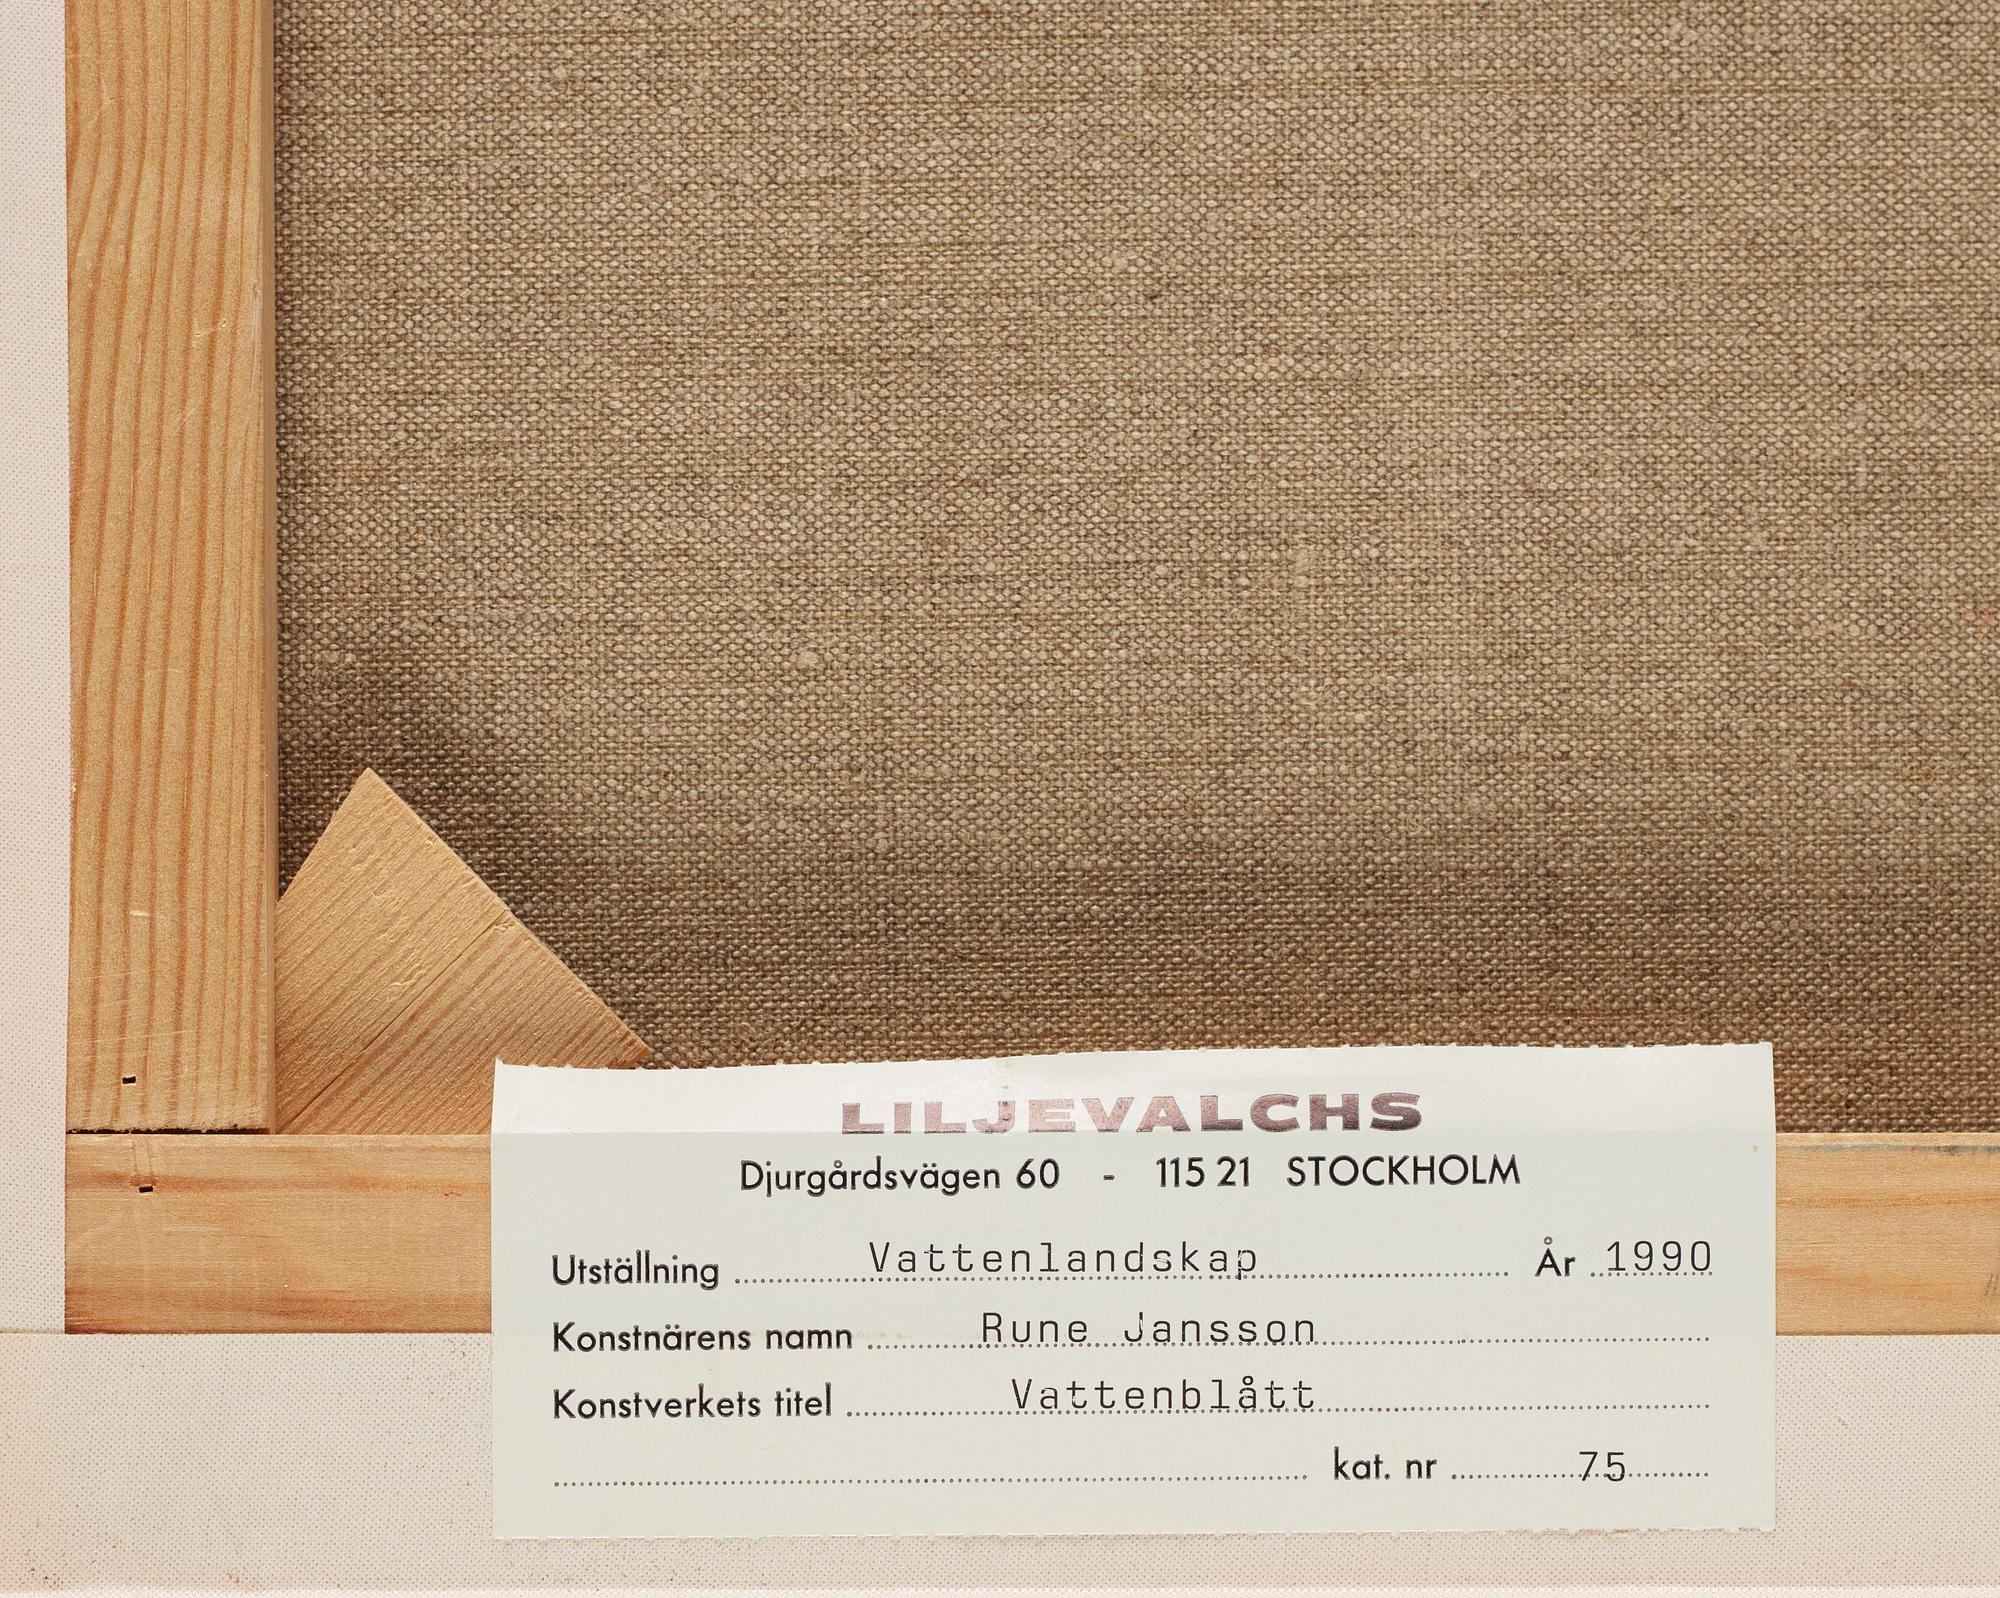 LILJEVALCHS
Djurgårdsvägen 60 - 115 21 STOCKHOLM
Utställning Vattenlandskap År 1990
Konstnärens namn Rune Jansson
Konstverkets titel Vattenblått
kat. nr 75